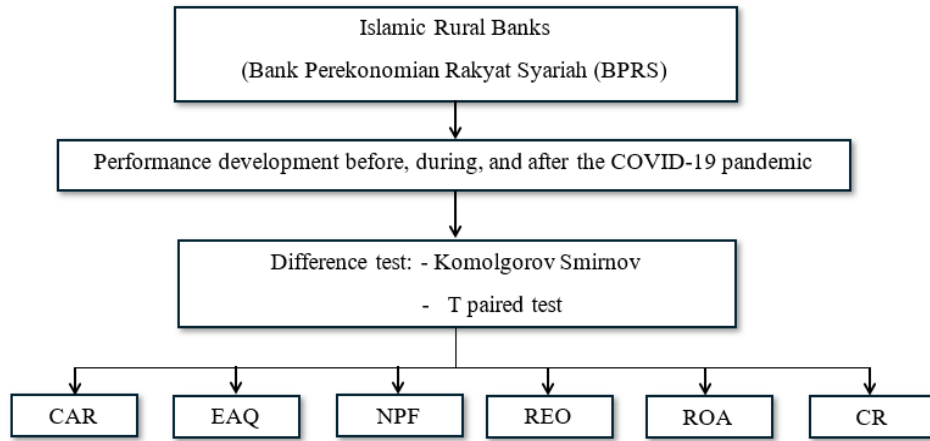 Islamic Rural Banks
(Bank Perekonomian Rakyat Syariah (BPRS)
Performance development before, during, and after the COVID-19 pandemic
Difference test: - Komolgorov Smirnov
- T paired test
CAR
EAQ
NPF
REO
ROA
CR